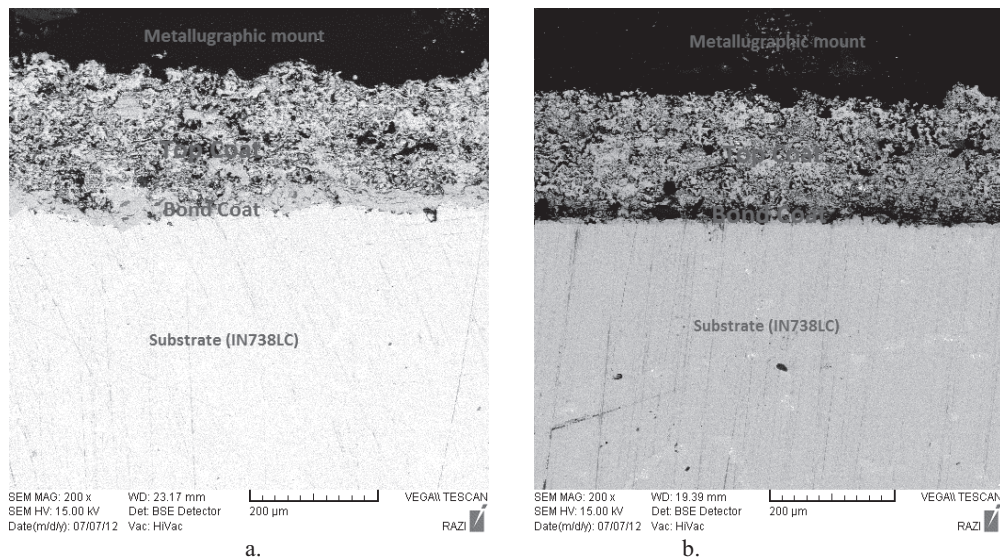 Metallugraphic mount
Top Coat
Bond Coat
Substrate (IN738LC)
SEM MAG: 200 x WD: 23.17 mm
SEM HV: 15.00 kV Det: BSE Detector 200 µm VEGA\\ TESCAN
Date(m/d/y): 07/07/12 Vac: HiVac RAZI
a.
Metallugraphic mount
Top Coat
Bond Coat
Substrate (IN738LC)
SEM MAG: 200 x WD: 19.39 mm
SEM HV: 15.00 kV Det: BSE Detector 200 µm VEGA\\ TESCAN
Date(m/d/y): 07/07/12 Vac: HiVac RAZI
b.